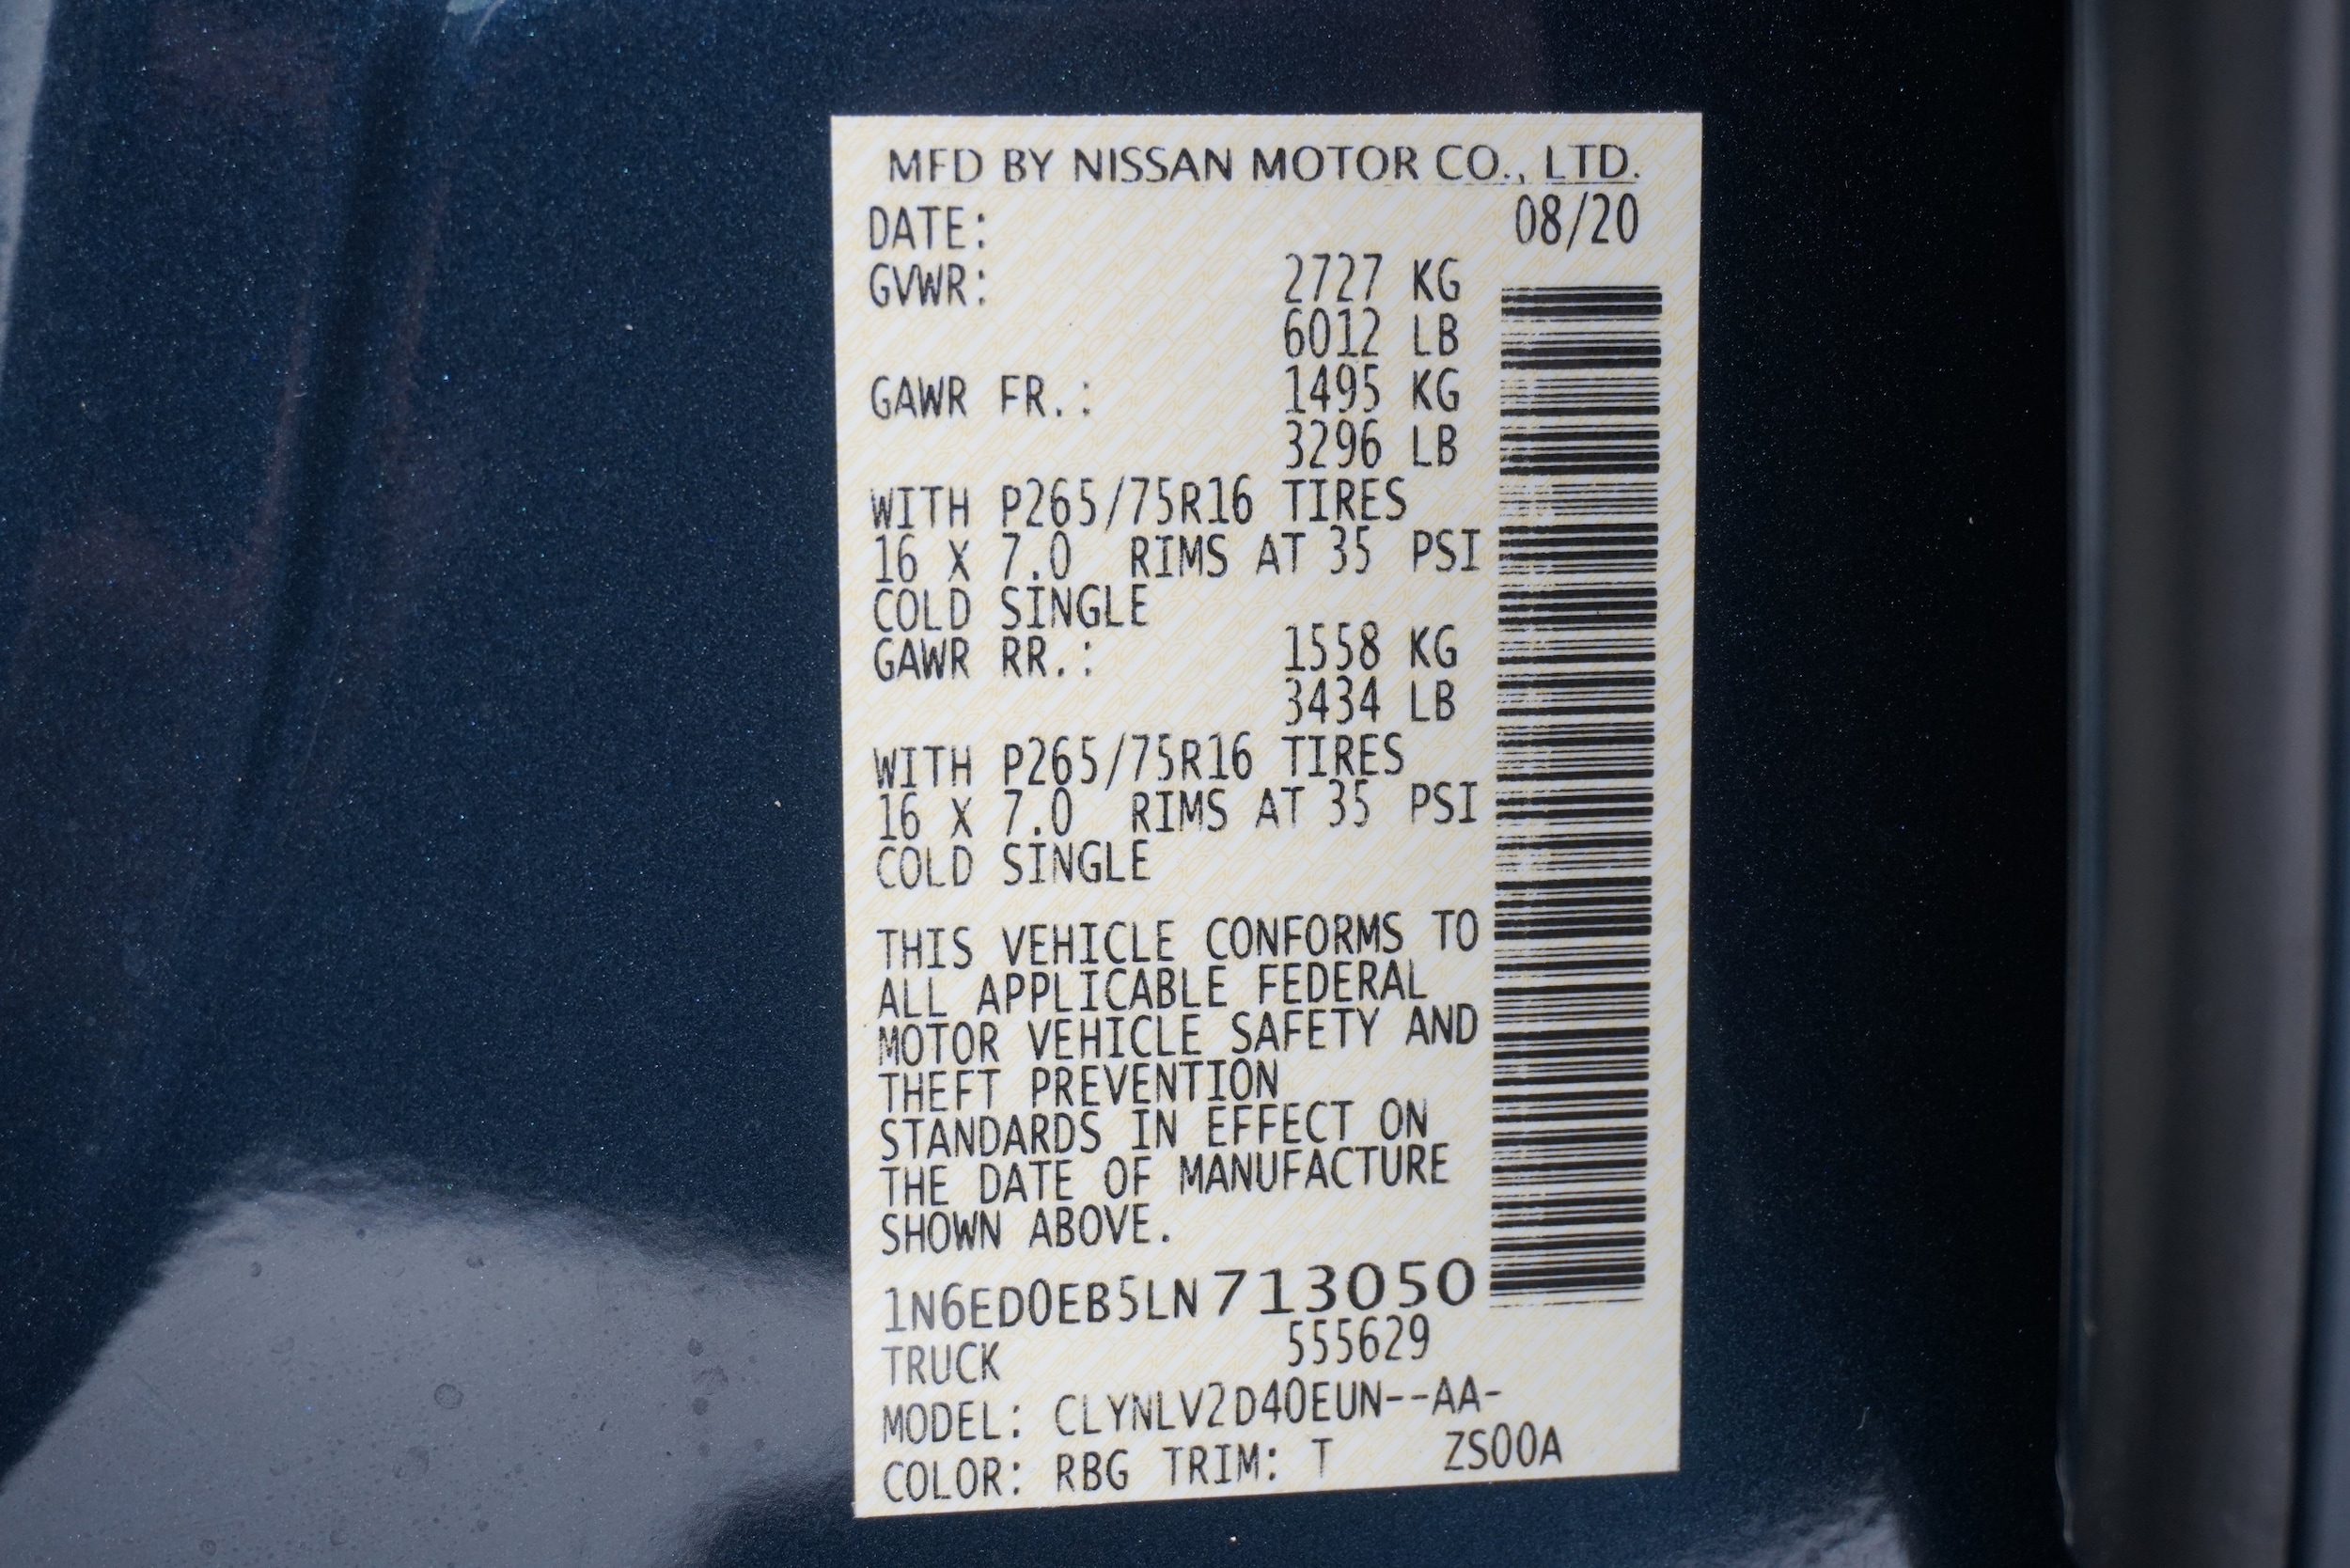 MFD BY NISSAN MOTOR CO., LTD.
DATE: 08/20
GVWR: 2727 KG
6012 LB
GAWR FR.: 1495 KG
3296 LB
WITH P265/75R16 TIRES
16 X 7.0 RIMS AT 35 PSI
COLD SINGLE
GAWR RR.: 1558 KG
3434 LB
WITH P265/75R16 TIRES
16 X 7.0 RIMS AT 35 PSI
COLD SINGLE
THIS VEHICLE CONFORMS TO
ALL APPLICABLE FEDERAL
MOTOR VEHICLE SAFETY AND
THEFT PREVENTION
STANDARDS IN EFFECT ON
THE DATE OF MANUFACTURE
SHOWN ABOVE.
1N6ED0EB5LN713050
TRUCK 555629
MODEL: CLYNLV2D40EUN--AA-
COLOR: RBG TRIM: T ZS00A